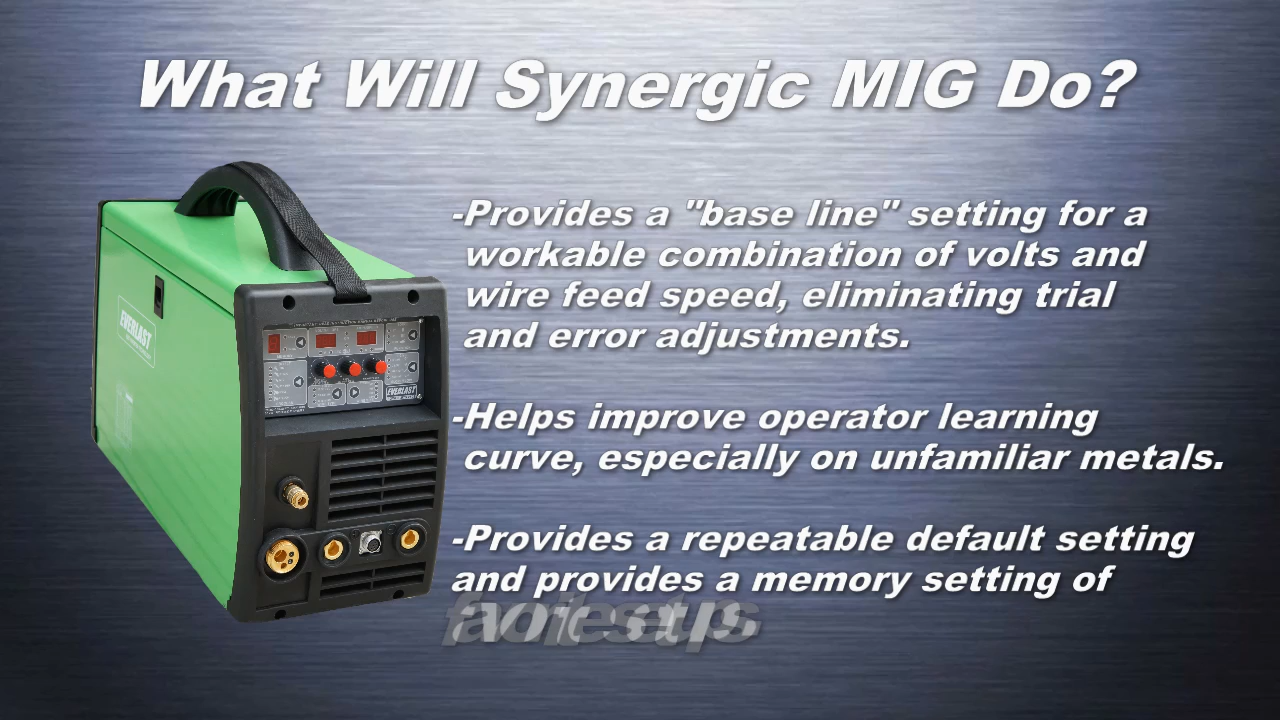 What Will Synergic MIG Do?
-Provides a "base line" setting for a
workable combination of volts and
wire feed speed, eliminating trial
and error adjustments.
-Helps improve operator learning
curve, especially on unfamiliar metals.
-Provides a repeatable default setting
and provides a memory setting of
EVERLAST
EVERLAST